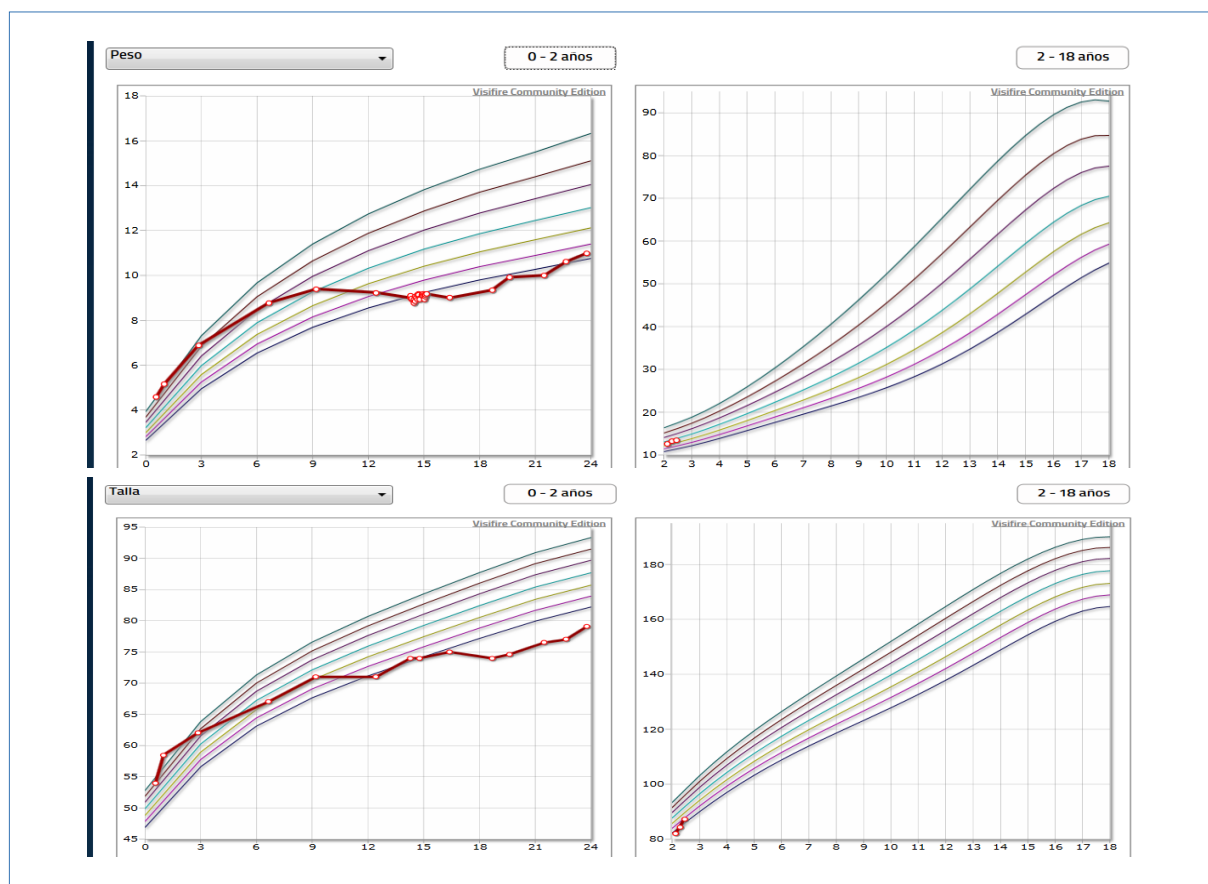 Peso
0 - 2 años
2 - 18 años
Visifire Community Edition
18
16
14
12
10
8
6
4
2
0 3 6 9 12 15 18 21 24
Visifire Community Edition
90
80
70
60
50
40
30
20
10
2 3 4 5 6 7 8 9 10 11 12 13 14 15 16 17 18
Talla
0 - 2 años
2 - 18 años
Visifire Community Edition
95
90
85
80
75
70
65
60
55
50
45
0 3 6 9 12 15 18 21 24
Visifire Community Edition
180
160
140
120
100
80
2 3 4 5 6 7 8 9 10 11 12 13 14 15 16 17 18